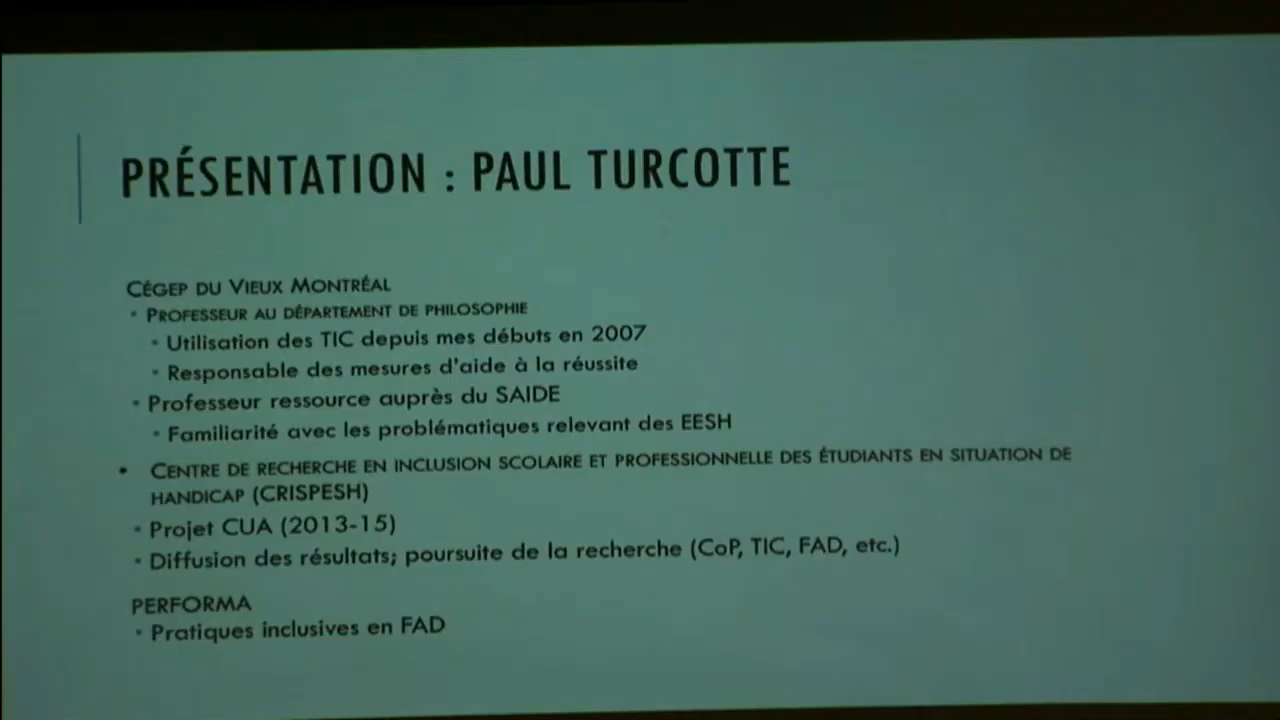 PRÉSENTATION : PAUL TURCOTTE
CÉGEP DU VIEUX MONTRÉAL
• PROFESSEUR AU DÉPARTEMENT DE PHILOSOPHIE
• Utilisation des TIC depuis mes débuts en 2007
• Responsable des mesures d'aide à la réussite
• Professeur ressource auprès du SAIDE
• Familiarité avec les problématiques relevant des EESH
• CENTRE DE RECHERCHE EN INCLUSION SCOLAIRE ET PROFESSIONNELLE DES ÉTUDIANTS EN SITUATION DE
HANDICAP (CRISPESH)
• Projet CUA (2013-15)
• Diffusion des résultats; poursuite de la recherche (CoP, TIC, FAD, etc.)
PERFORMA
• Pratiques inclusives en FAD